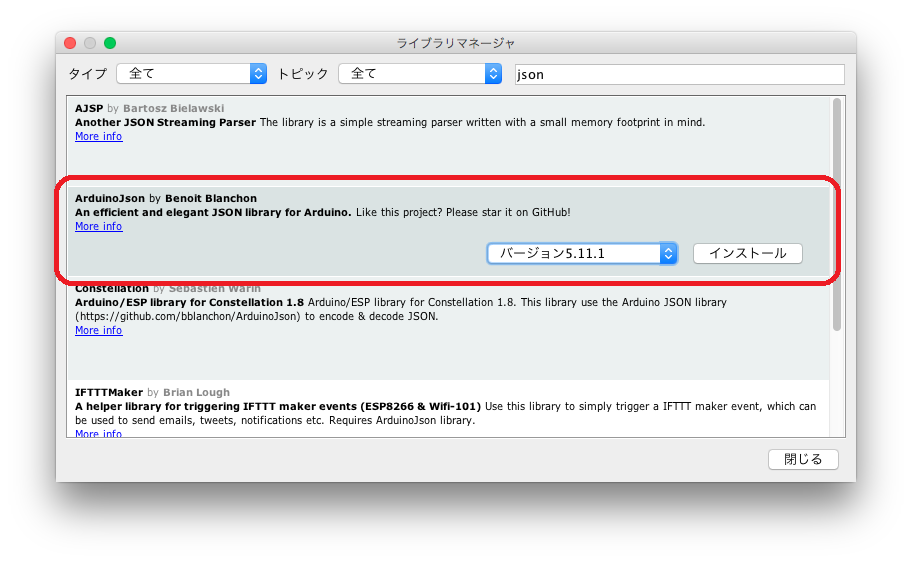 ライブラリマネージャ
タイプ 全て トピック 全て json
AJSP by Bartosz Bielawski
Another JSON Streaming Parser The library is a simple streaming parser written with a small memory footprint in mind.
More info
ArduinoJson by Benoit Blanchon
An efficient and elegant JSON library for Arduino. Like this project? Please star it on GitHub!
More info
バージョン5.11.1 インストール
Constellation by Sebastien Warin
Arduino/ESP library for Constellation 1.8 Arduino/ESP library for Constellation 1.8. This library use the Arduino JSON library
(https://github.com/bblanchon/ArduinoJson) to encode & decode JSON.
More info
IFTTTMaker by Brian Lough
A helper library for triggering IFTTT maker events (ESP8266 & Wifi-101) Use this library to simply trigger a IFTTT maker event, which can
be used to send emails, tweets, notifications etc. Requires ArduinoJson library.
More info
閉じる